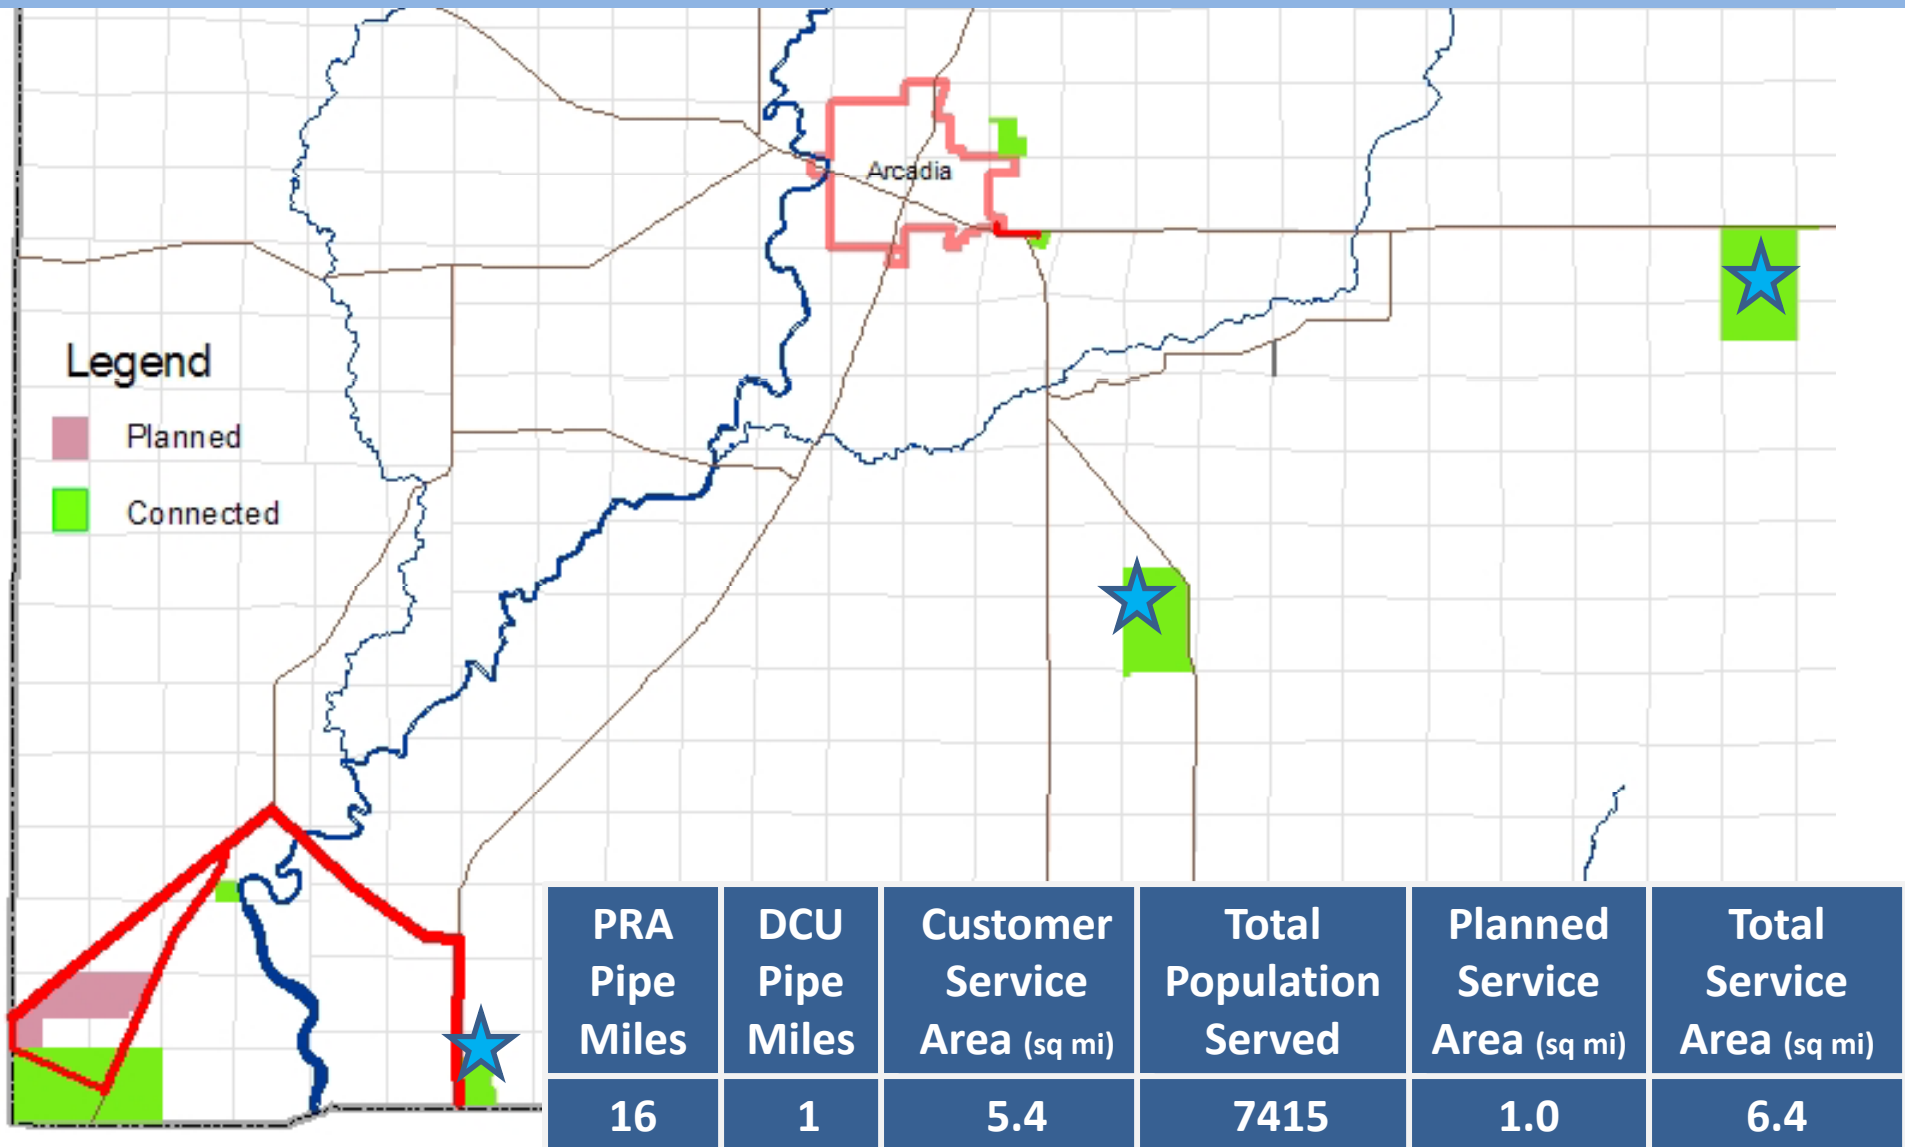 Arcadia
Legend
Planned
Connected
PRA Pipe Miles
DCU Pipe Miles
Customer Service Area (sq mi)
Total Population Served
Planned Service Area (sq mi)
Total Service Area (sq mi)
16
1
5.4
7415
1.0
6.4